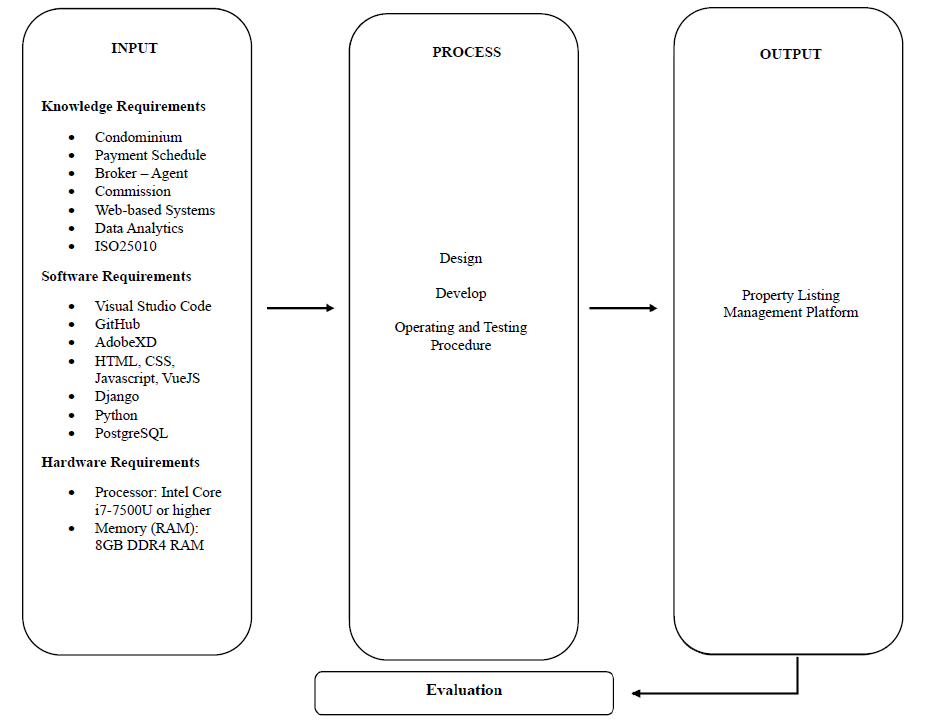 INPUT
Knowledge Requirements
• Condominium
• Payment Schedule
• Broker – Agent
• Commission
• Web-based Systems
• Data Analytics
• ISO25010
Software Requirements
• Visual Studio Code
• GitHub
• AdobeXD
• HTML, CSS,
Javascript, VueJS
• Django
• Python
• PostgreSQL
Hardware Requirements
• Processor: Intel Core
i7-7500U or higher
• Memory (RAM):
8GB DDR4 RAM
PROCESS
Design
Develop
Operating and Testing
Procedure
OUTPUT
Property Listing
Management Platform
Evaluation